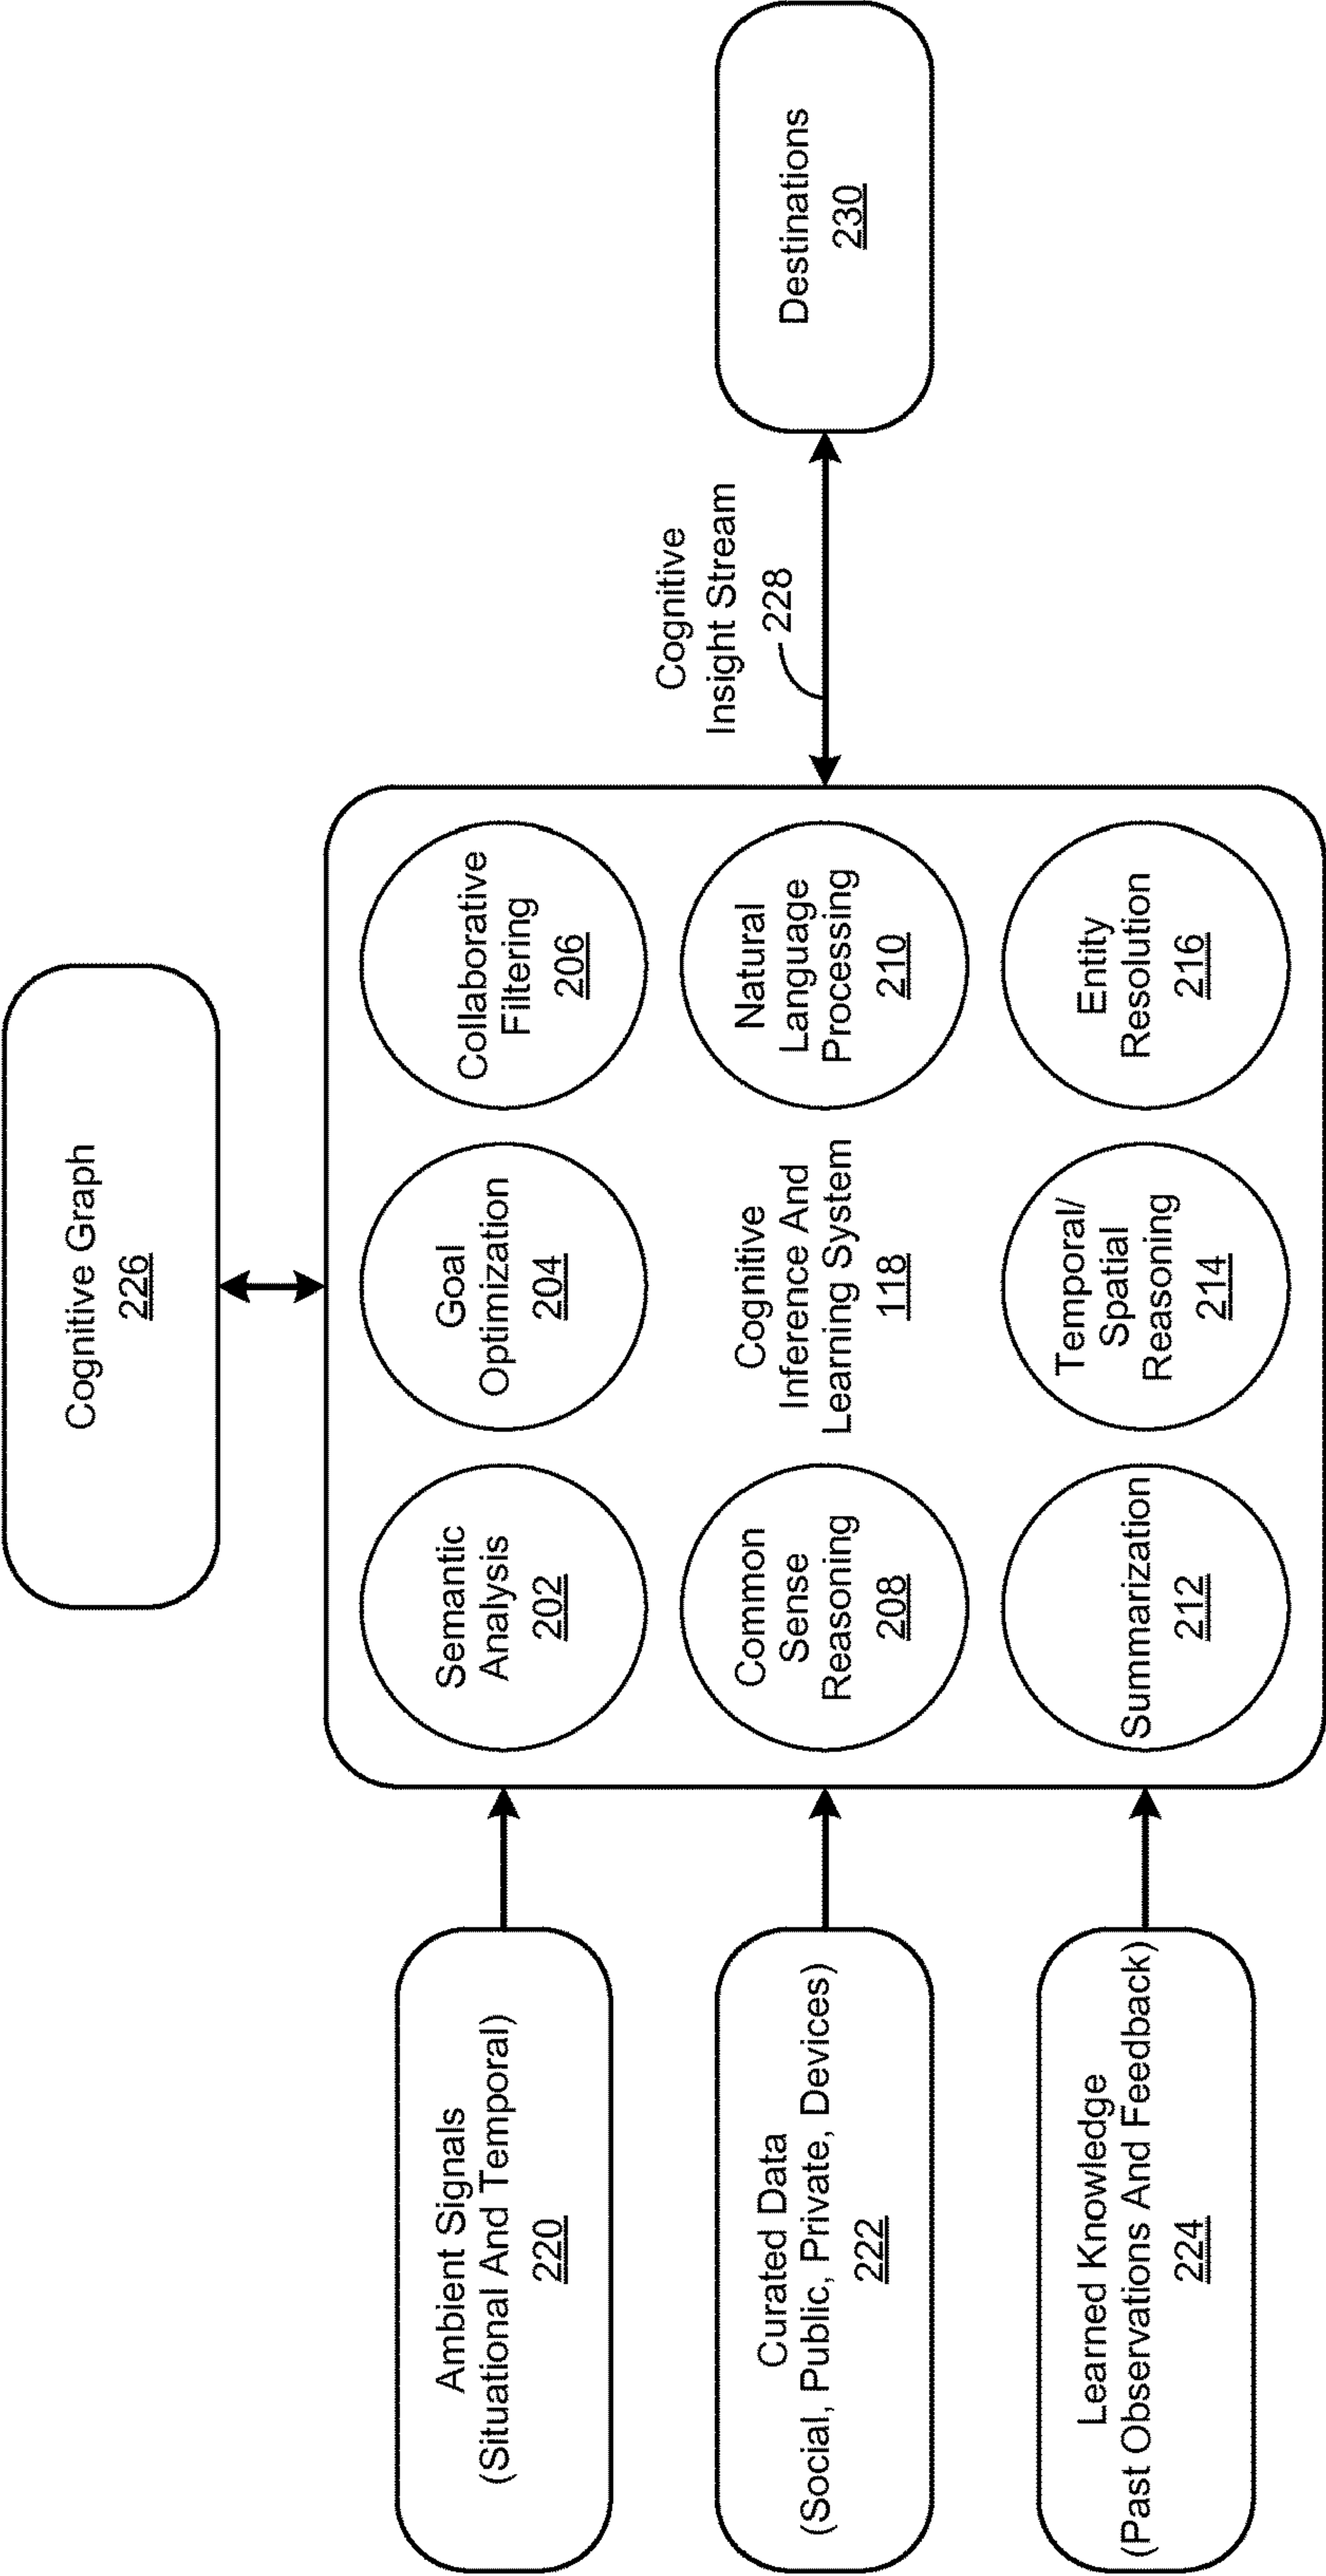 Cognitive Graph
226
Ambient Signals
(Situational And Temporal)
220
Curated Data
(Social, Public, Private, Devices)
222
Learned Knowledge
(Past Observations And Feedback)
224
Semantic
Analysis
202
Goal
Optimization
204
Collaborative
Filtering
206
Common
Sense
Reasoning
208
Cognitive
Inference And
Learning System
118
Natural
Language
Processing
210
Summarization
212
Temporal/
Spatial
Reasoning
214
Entity
Resolution
216
Cognitive
Insight Stream
228
Destinations
230